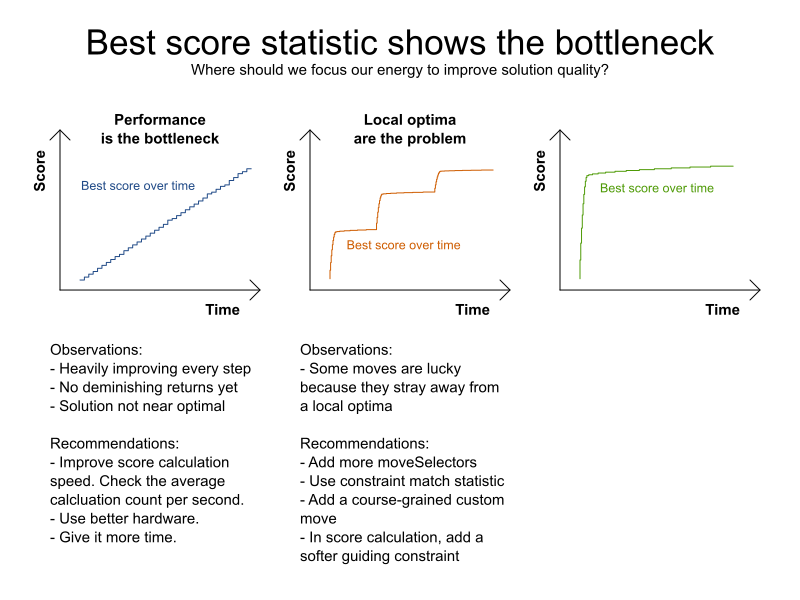 Best score statistic shows the bottleneck
Where should we focus our energy to improve solution quality?
Performance
is the bottleneck
Score
Best score over time
Time
Local optima
are the problem
Score
Best score over time
Time
Score
Best score over time
Time
Observations:
- Heavily improving every step
- No deminishing returns yet
- Solution not near optimal
Recommendations:
- Improve score calculation
speed. Check the average
calcluation count per second.
- Use better hardware.
- Give it more time.
Observations:
- Some moves are lucky
because they stray away from
a local optima
Recommendations:
- Add more moveSelectors
- Use constraint match statistic
- Add a course-grained custom
move
- In score calculation, add a
softer guiding constraint